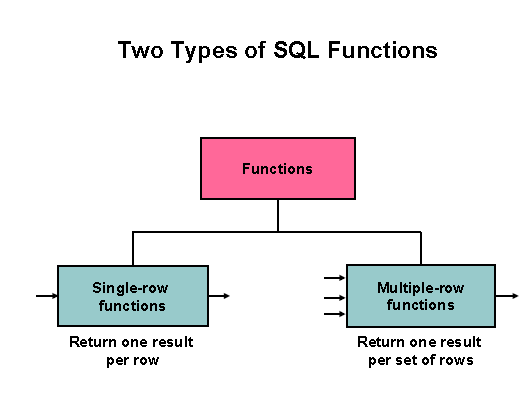 Two Types of SQL Functions
Functions
Single-row
functions
Return one result
per row
Multiple-row
functions
Return one result
per set of rows